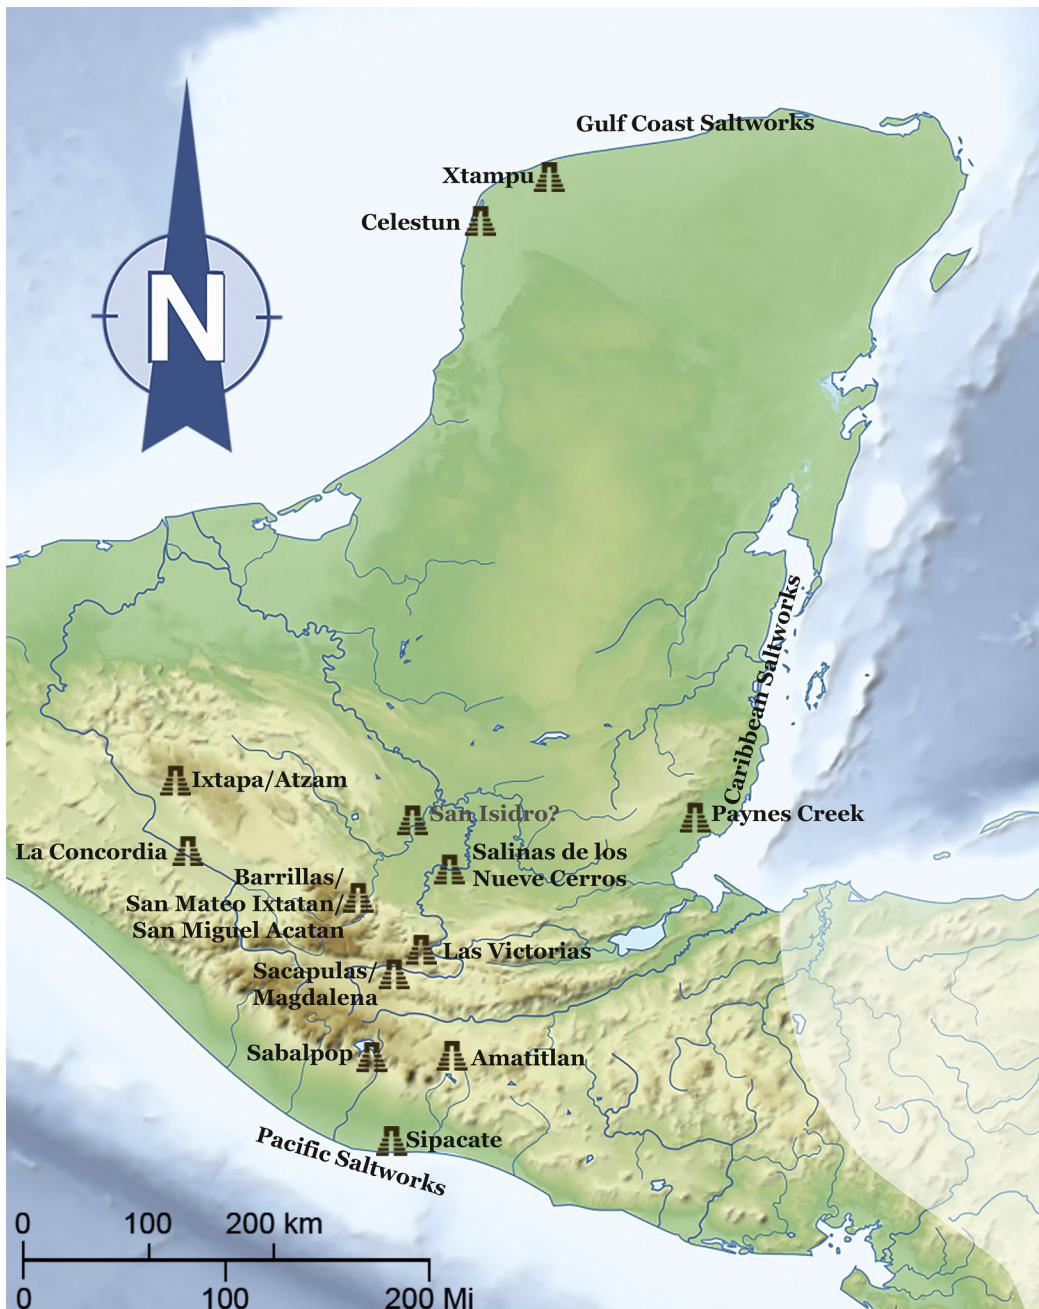 Gulf Coast Saltworks
Xtampu
Celestun
N
Caribbean Saltworks
Ixtapa/Atzam
San Isidro?
Paynes Creek
La Concordia
Salinas de los
Nueve Cerros
Barrillas/
San Mateo Ixtatan/
San Miguel Acatan
Las Victorias
Sacapulas/
Magdalena
Sabalpop
Amatitlan
Sipacate
Pacific Saltworks
0 100 200 km
0 100 200 Mi